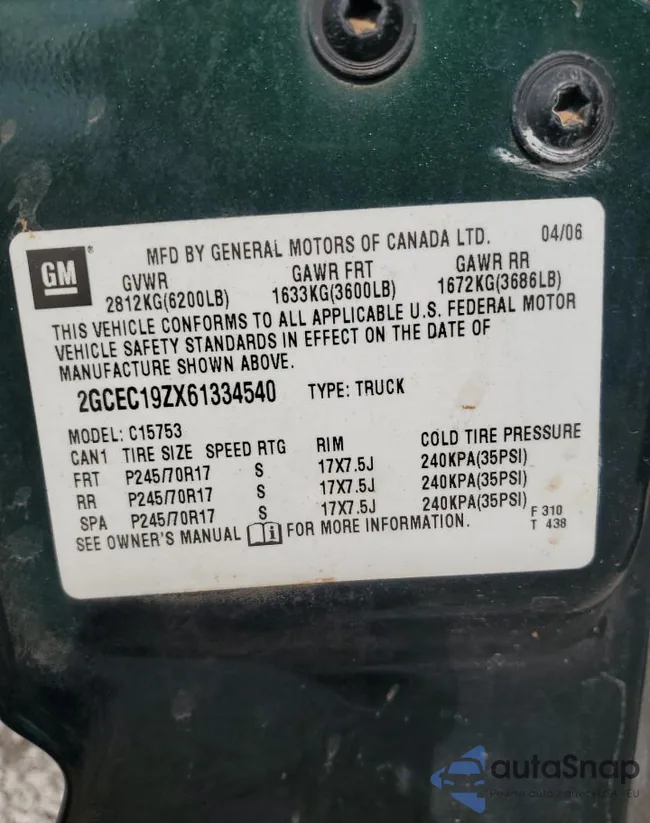 GM
MFD BY GENERAL MOTORS OF CANADA LTD. 04/06
GVWR GAWR FRT GAWR RR
2812KG(6200LB) 1633KG(3600LB) 1672KG(3686LB)
THIS VEHICLE CONFORMS TO ALL APPLICABLE U.S. FEDERAL MOTOR
VEHICLE SAFETY STANDARDS IN EFFECT ON THE DATE OF
MANUFACTURE SHOWN ABOVE.
2GCEC19ZX61334540 TYPE: TRUCK
MODEL: C15753
CAN1 TIRE SIZE SPEED RTG RIM COLD TIRE PRESSURE
FRT P245/70R17 S 17X7.5J 240KPA(35PSI)
RR P245/70R17 S 17X7.5J 240KPA(35PSI)
SPA P245/70R17 S 17X7.5J 240KPA(35PSI)
SEE OWNER'S MANUAL FOR MORE INFORMATION.
F 310
T 438
autoSnap